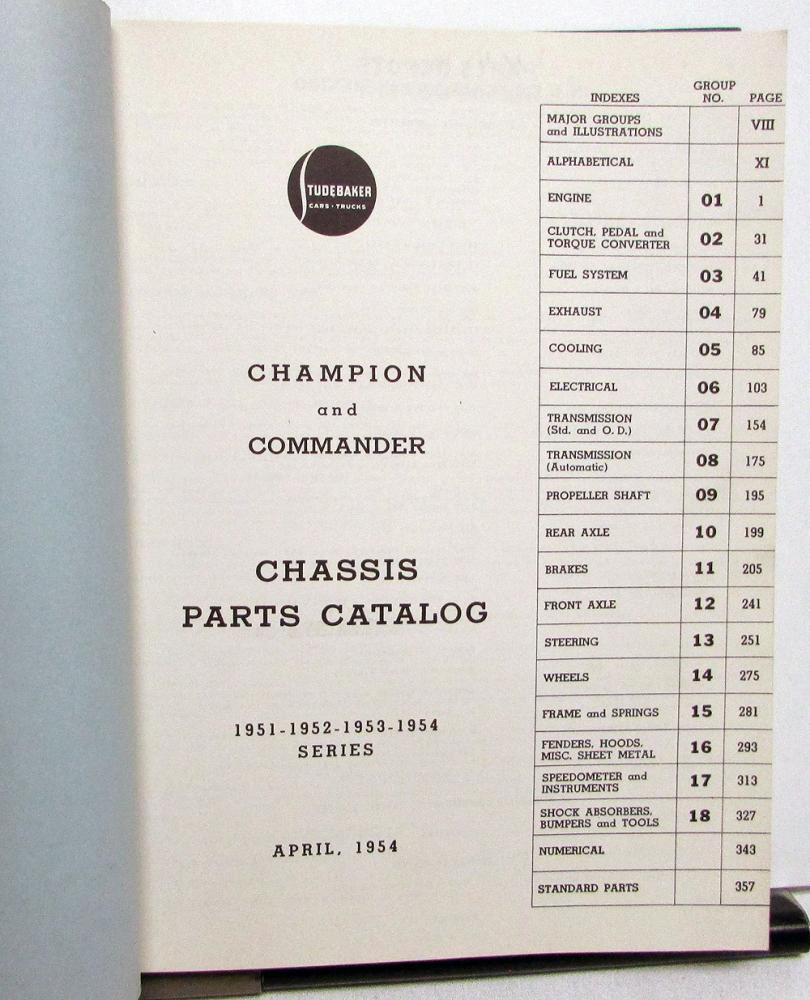 STUDEBAKER
CARS • TRUCKS
CHAMPION
and
COMMANDER
CHASSIS
PARTS CATALOG
1951-1952-1953-1954
SERIES
APRIL, 1954
INDEXES GROUP NO. PAGE
MAJOR GROUPS
and ILLUSTRATIONS VIII
ALPHABETICAL XI
ENGINE 01 1
CLUTCH, PEDAL and
TORQUE CONVERTER 02 31
FUEL SYSTEM 03 41
EXHAUST 04 79
COOLING 05 85
ELECTRICAL 06 103
TRANSMISSION
(Std. and O. D.) 07 154
TRANSMISSION
(Automatic) 08 175
PROPELLER SHAFT 09 195
REAR AXLE 10 199
BRAKES 11 205
FRONT AXLE 12 241
STEERING 13 251
WHEELS 14 275
FRAME and SPRINGS 15 281
FENDERS, HOODS,
MISC. SHEET METAL 16 293
SPEEDOMETER and
INSTRUMENTS 17 313
SHOCK ABSORBERS,
BUMPERS and TOOLS 18 327
NUMERICAL 343
STANDARD PARTS 357